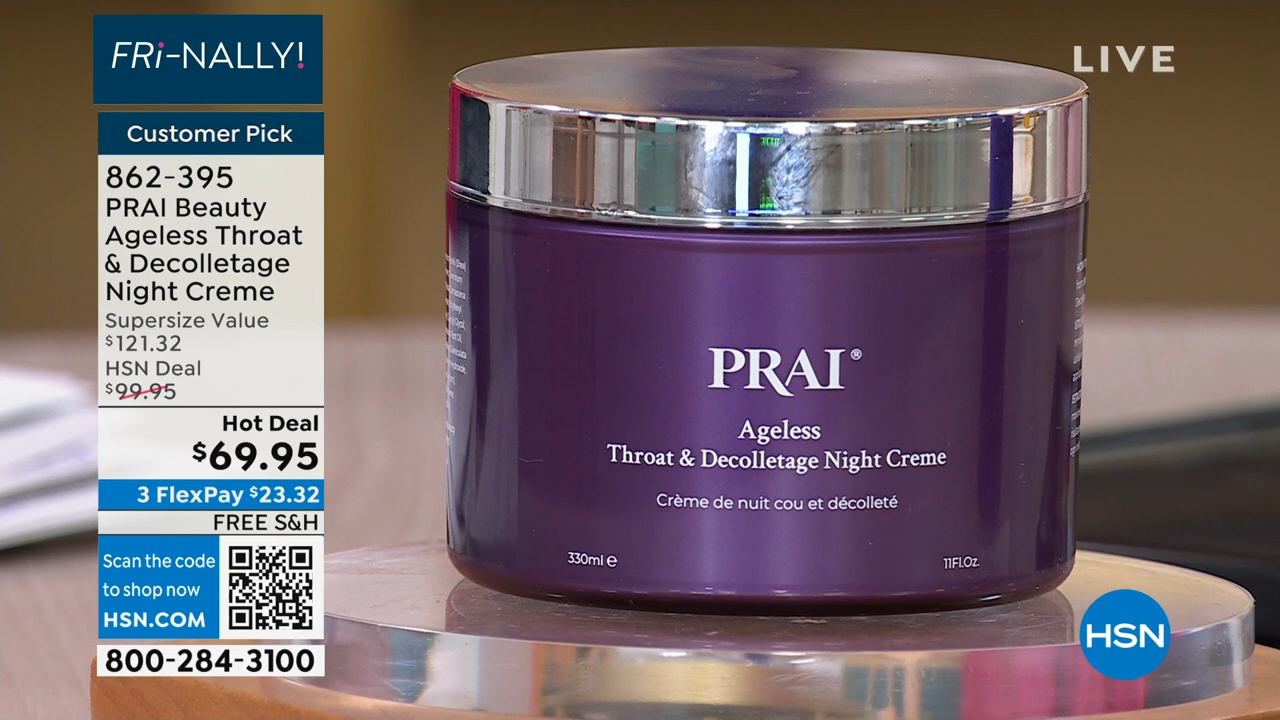 FRi-NALLY!
Customer Pick
862-395
PRAI Beauty
Ageless Throat
& Decolletage
Night Creme
Supersize Value
$121.32
HSN Deal
$99.95
Hot Deal
$69.95
3 FlexPay $23.32
FREE S&H
Scan the code
to shop now
HSN.COM
800-284-3100
LIVE
PRAI®
Ageless
Throat & Decolletage Night Creme
Crème de nuit cou et décolleté
330ml ℮
11Fl.Oz.
HSN